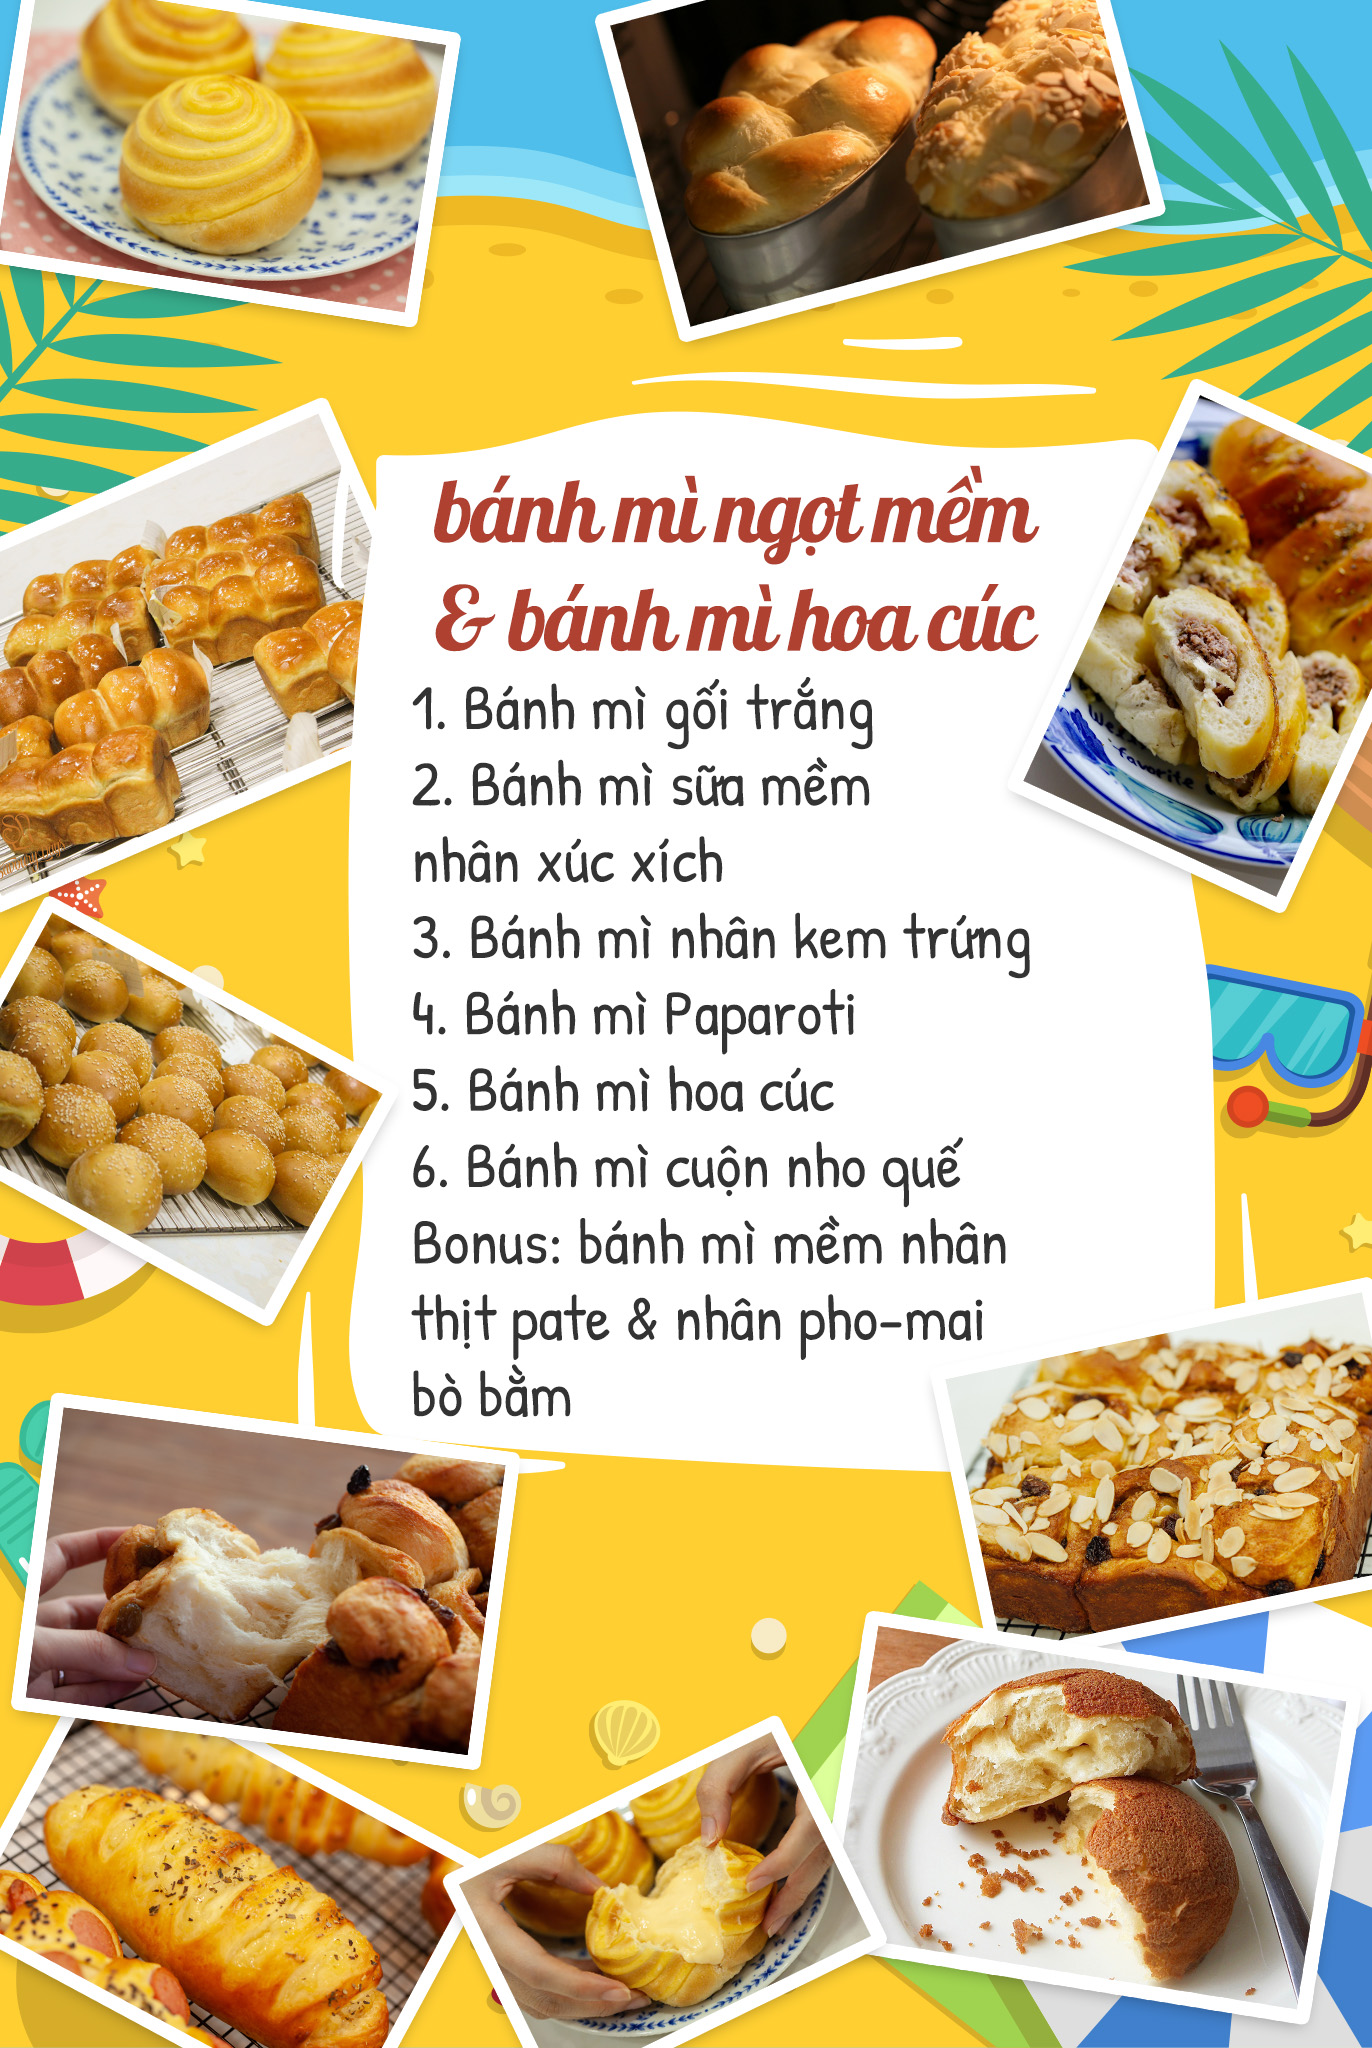 bánh mì ngọt mềm
& bánh mì hoa cúc
1. Bánh mì gối trắng
2. Bánh mì sữa mềm
nhân xúc xích
3. Bánh mì nhân kem trứng
4. Bánh mì Paparoti
5. Bánh mì hoa cúc
6. Bánh mì cuộn nho quế
Bonus: bánh mì mềm nhân
thịt pate & nhân pho-mai
bò bằm
favorite